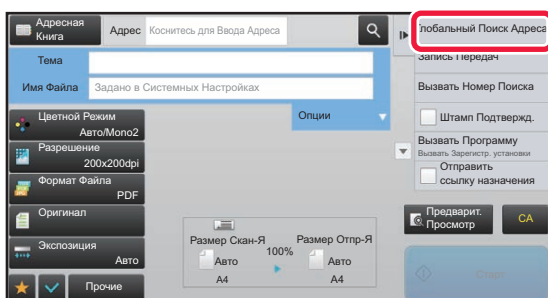 Адресная
Книга
Адрес
Коснитесь для Ввода Адреса
Глобальный Поиск Адреса
Тема
Запись Передач
Имя Файла
Задано в Системных Настройках
Вызвать Номер Поиска
Цветной Режим
Авто/Mono2
Опции
Штамп Подтвержд.
Разрешение
200x200dpi
Вызвать Программу
Вызвать Зарегистр. установки
Формат Файла
PDF
Отправить
ссылку назначения
Оригинал
Предварит.
Просмотр
CA
Размер Скан-Я
100%
Размер Отпр-Я
Экспозиция
Авто
Авто
Авто
A4
A4
Прочие
Старт